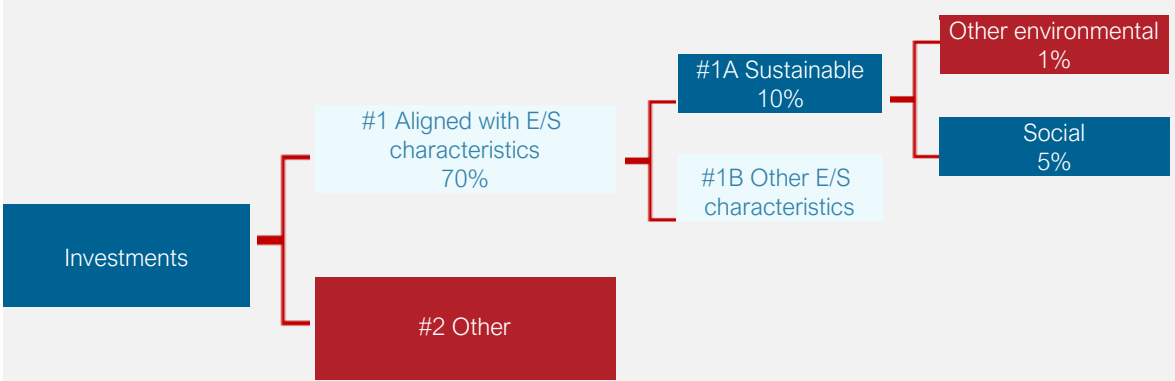 Other environmental
1%
#1A Sustainable
10%
#1 Aligned with E/S
characteristics
70%
Social
5%
#1B Other E/S
characteristics
Investments
#2 Other